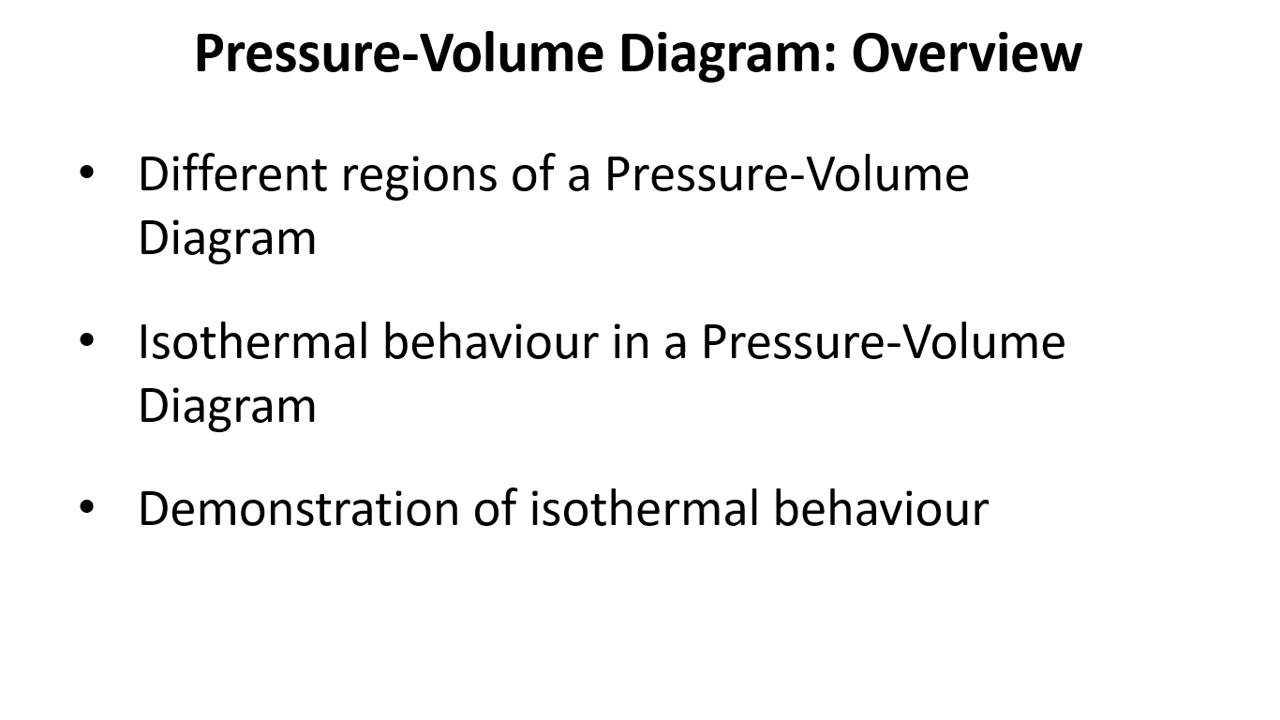 Pressure-Volume Diagram: Overview
• Different regions of a Pressure-Volume
Diagram
• Isothermal behaviour in a Pressure-Volume
Diagram
• Demonstration of isothermal behaviour